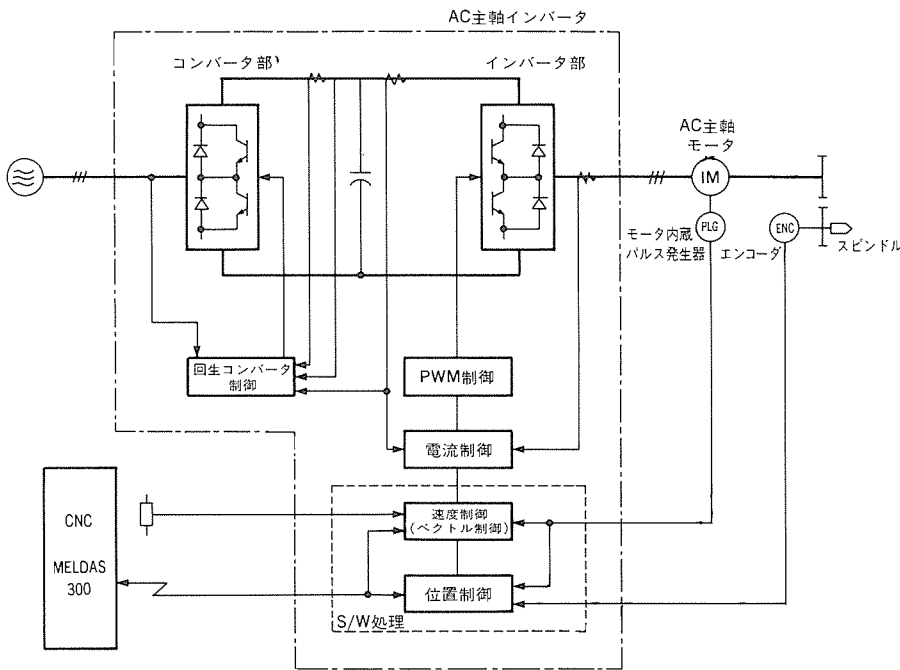 AC主軸インバータ
コンバータ部
インバータ部
AC主軸
モータ
IM
PLG
ENC
モータ内蔵
パルス発生器
エンコーダ
スピンドル
回生コンバータ
制御
PWM制御
電流制御
CNC
MELDAS
300
速度制御
(ベクトル制御)
位置制御
S/W処理